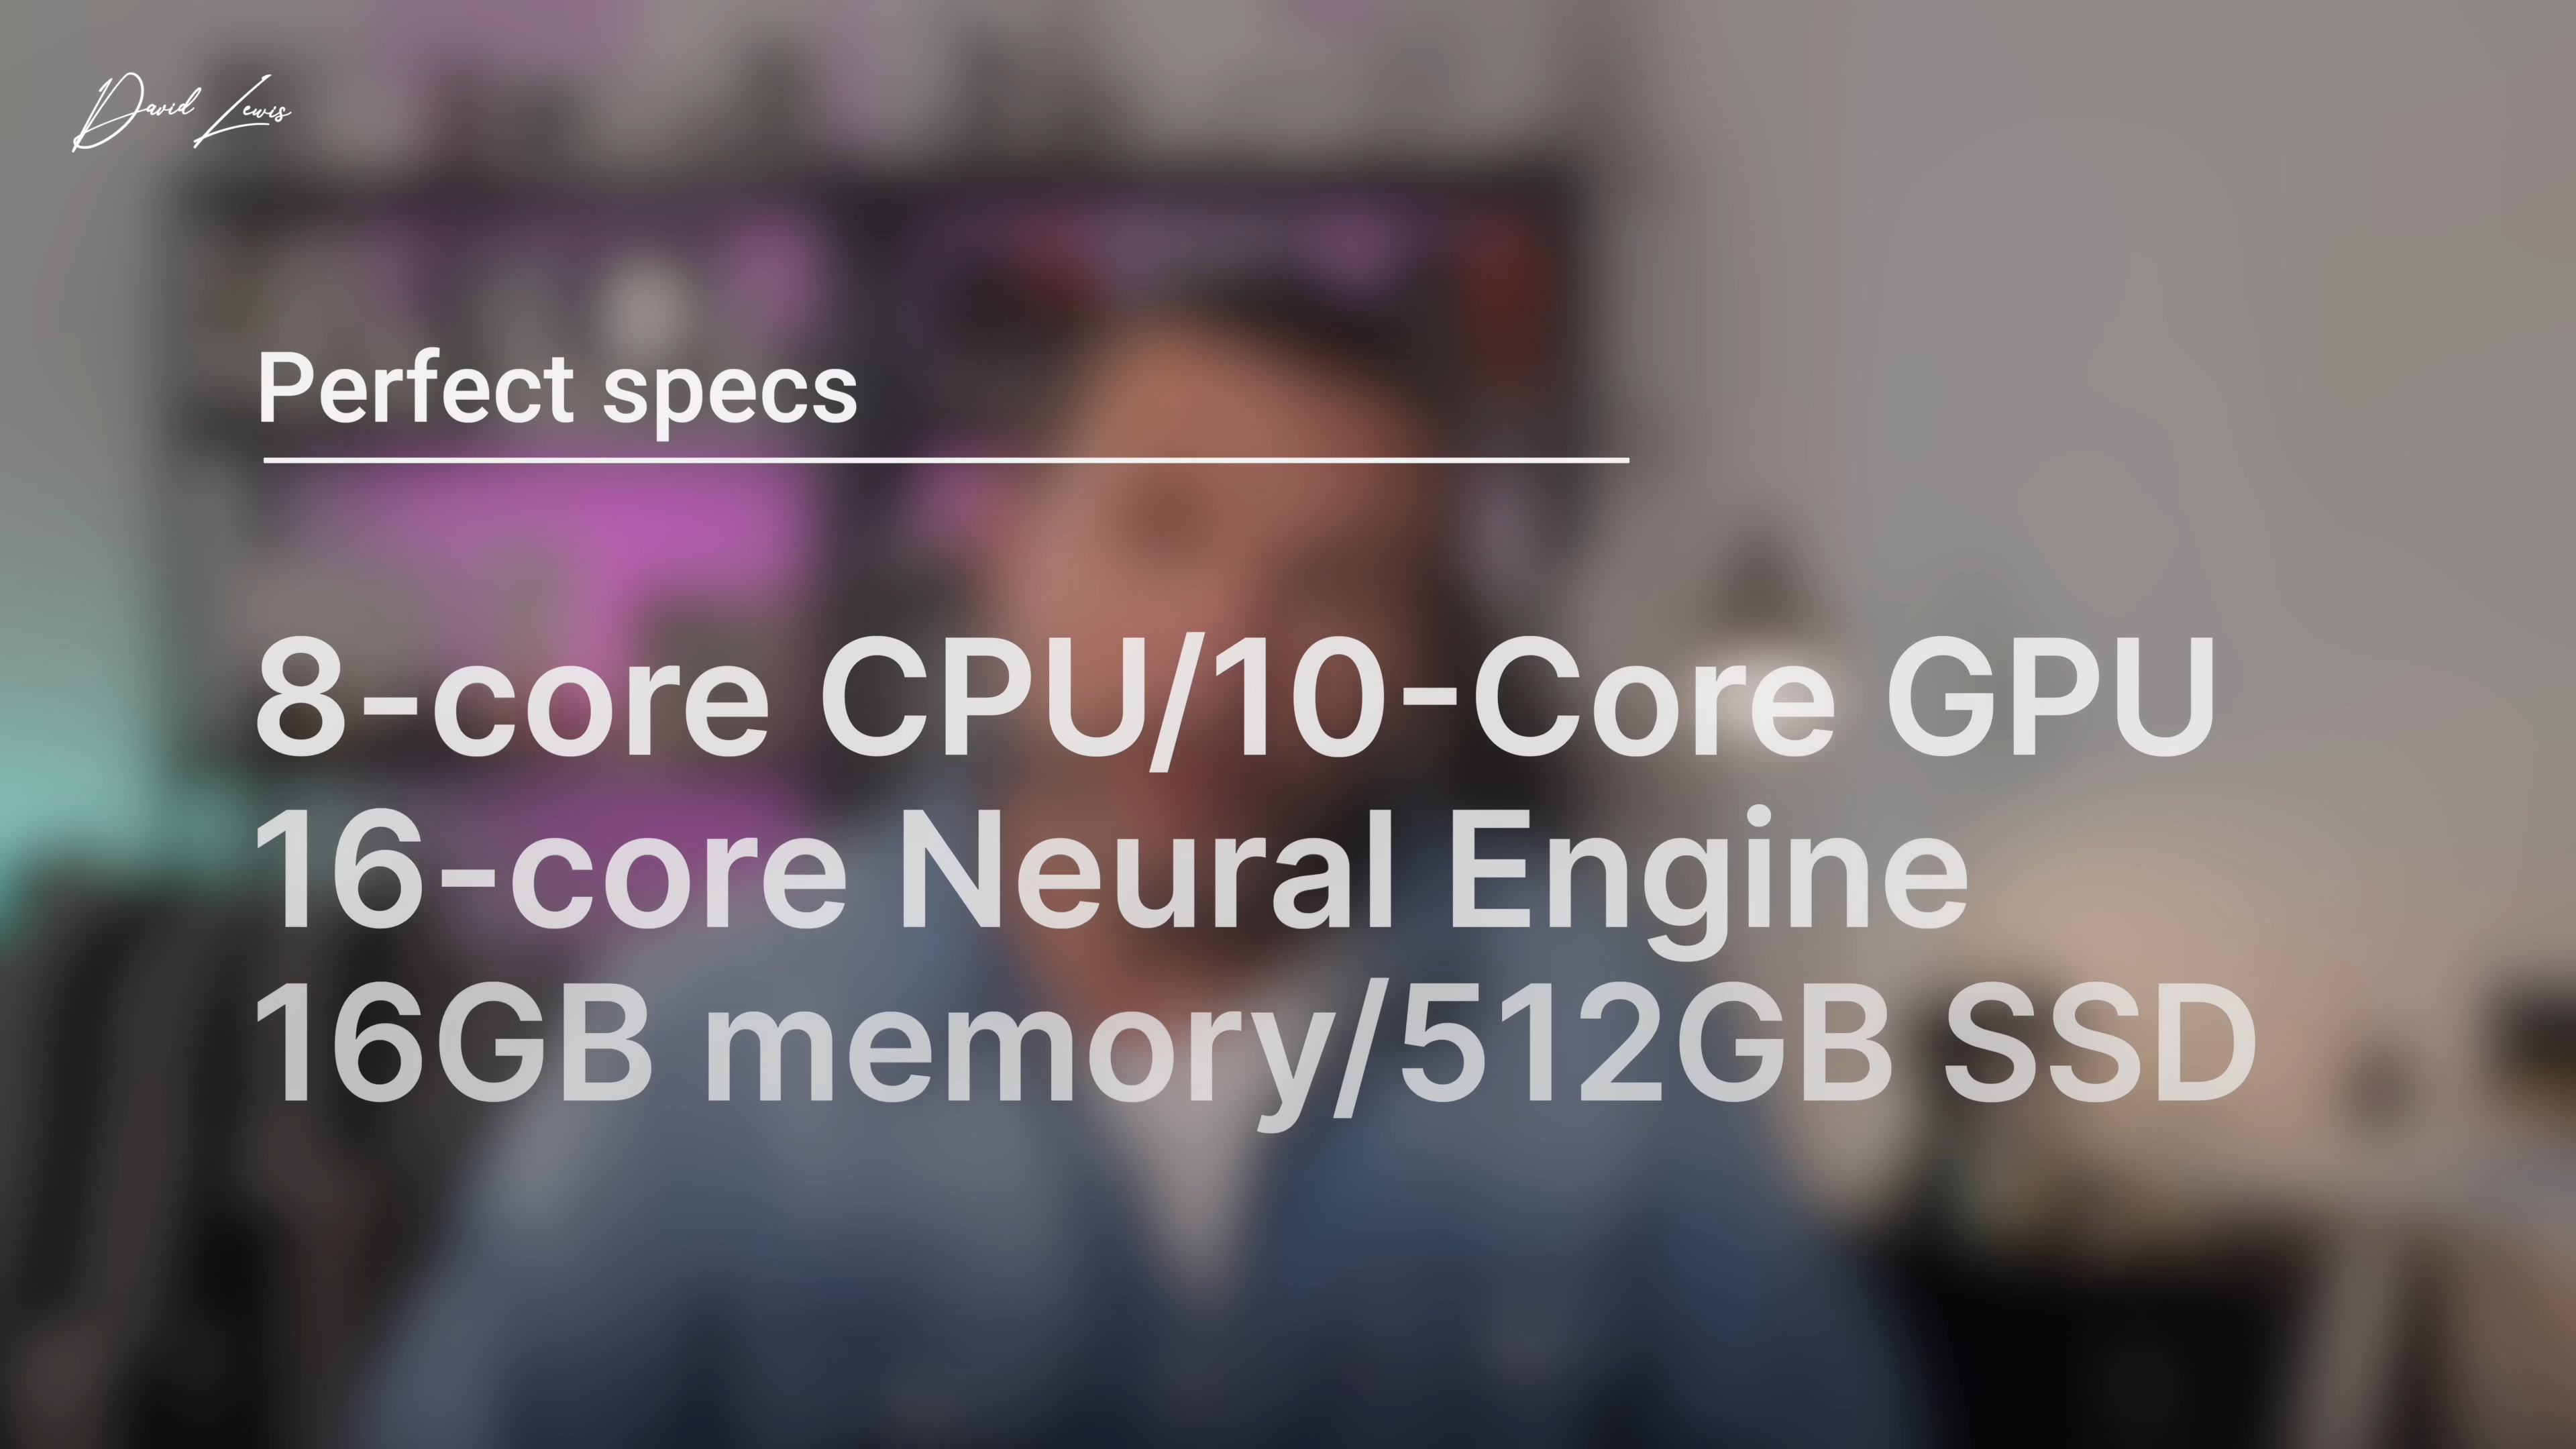 David Lewis
Perfect specs
8-core CPU/10-Core GPU
16-core Neural Engine
16GB memory/512GB SSD